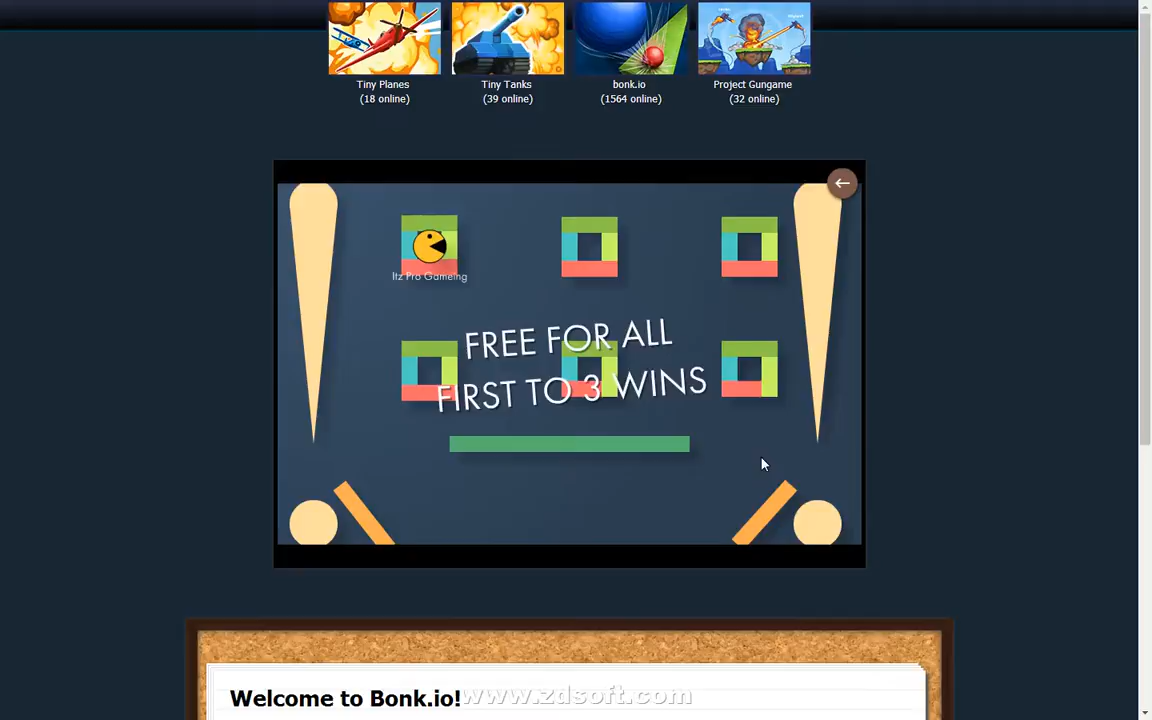 Tiny Planes
(18 online)
Tiny Tanks
(39 online)
bonk.io
(1564 online)
Project Gungame
(32 online)
Itz Pro Gameing
FREE FOR ALL
FIRST TO 3 WINS
Welcome to Bonk.io!
www.zdsoft.com